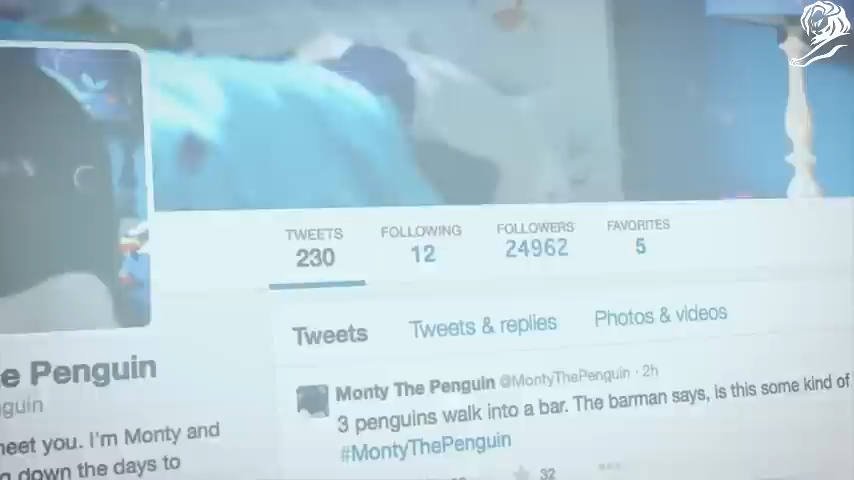 TWEETS FOLLOWING FOLLOWERS FAVORITES
230 12 24962 5
Tweets Tweets & replies Photos & videos
e Penguin
guin
meet you. I'm Monty and
down the days to
Monty The Penguin @MontyThePenguin · 2h
3 penguins walk into a bar. The barman says, is this some kind of
#MontyThePenguin
32